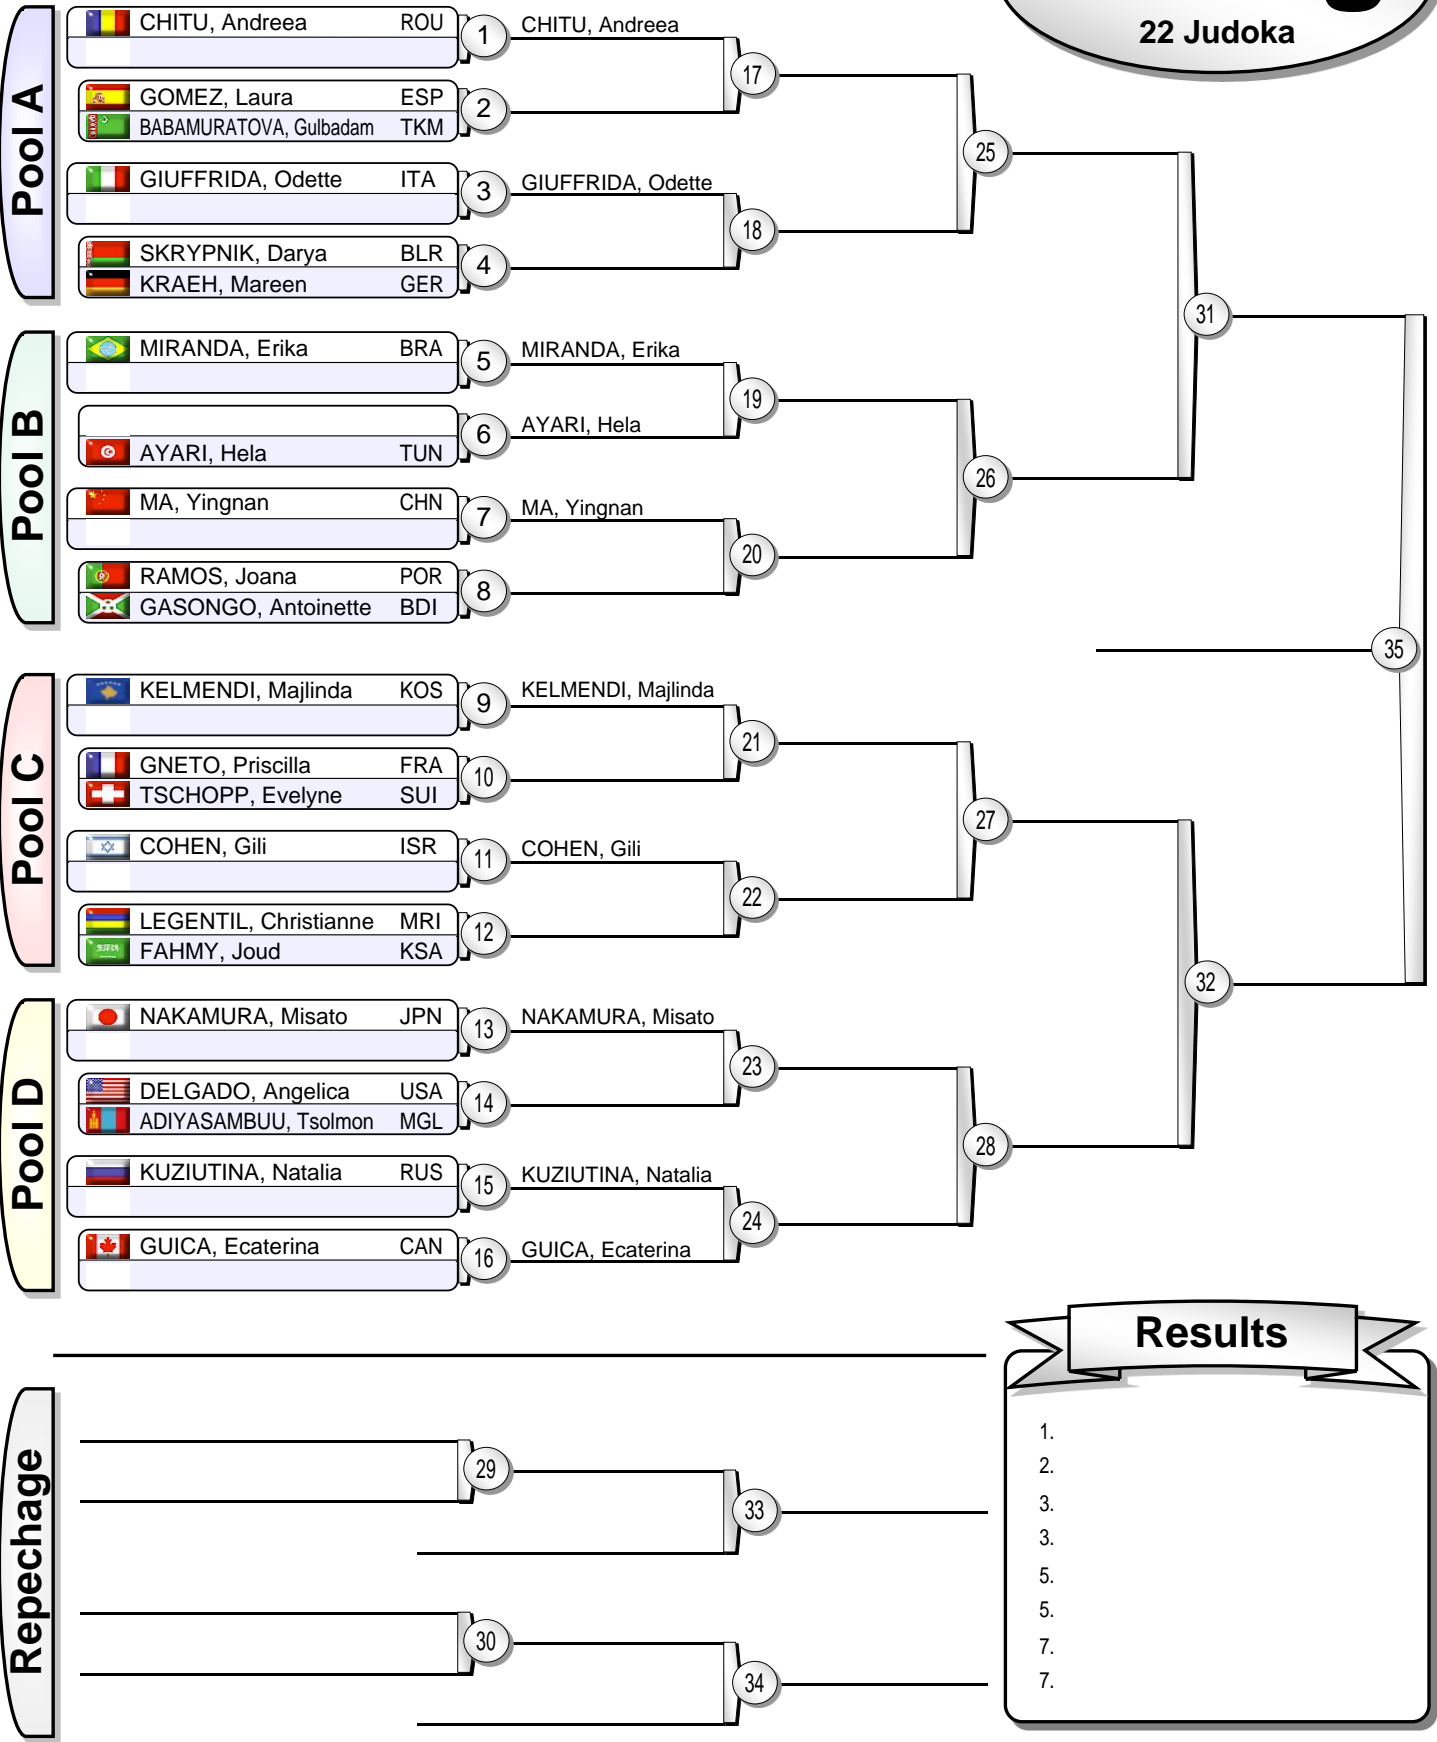 22 Judoka
Pool A
CHITU, Andreea ROU 1 CHITU, Andreea
17
GOMEZ, Laura ESP 2
BABAMURATOVA, Gulbadam TKM
25
GIUFFRIDA, Odette ITA 3 GIUFFRIDA, Odette
18
SKRYPNIK, Darya BLR 4
KRAEH, Mareen GER
31
Pool B
MIRANDA, Erika BRA 5 MIRANDA, Erika
19
6 AYARI, Hela
AYARI, Hela TUN
26
MA, Yingnan CHN 7 MA, Yingnan
20
RAMOS, Joana POR 8
GASONGO, Antoinette BDI
35
Pool C
KELMENDI, Majlinda KOS 9 KELMENDI, Majlinda
21
GNETO, Priscilla FRA 10
TSCHOPP, Evelyne SUI
27
COHEN, Gili ISR 11 COHEN, Gili
22
LEGENTIL, Christianne MRI 12
FAHMY, Joud KSA
32
Pool D
NAKAMURA, Misato JPN 13 NAKAMURA, Misato
23
DELGADO, Angelica USA 14
ADIYASAMBUU, Tsolmon MGL
28
KUZIUTINA, Natalia RUS 15 KUZIUTINA, Natalia
24
GUICA, Ecaterina CAN 16 GUICA, Ecaterina
Repechage
29
33
30
34
Results
1.
2.
3.
3.
5.
5.
7.
7.